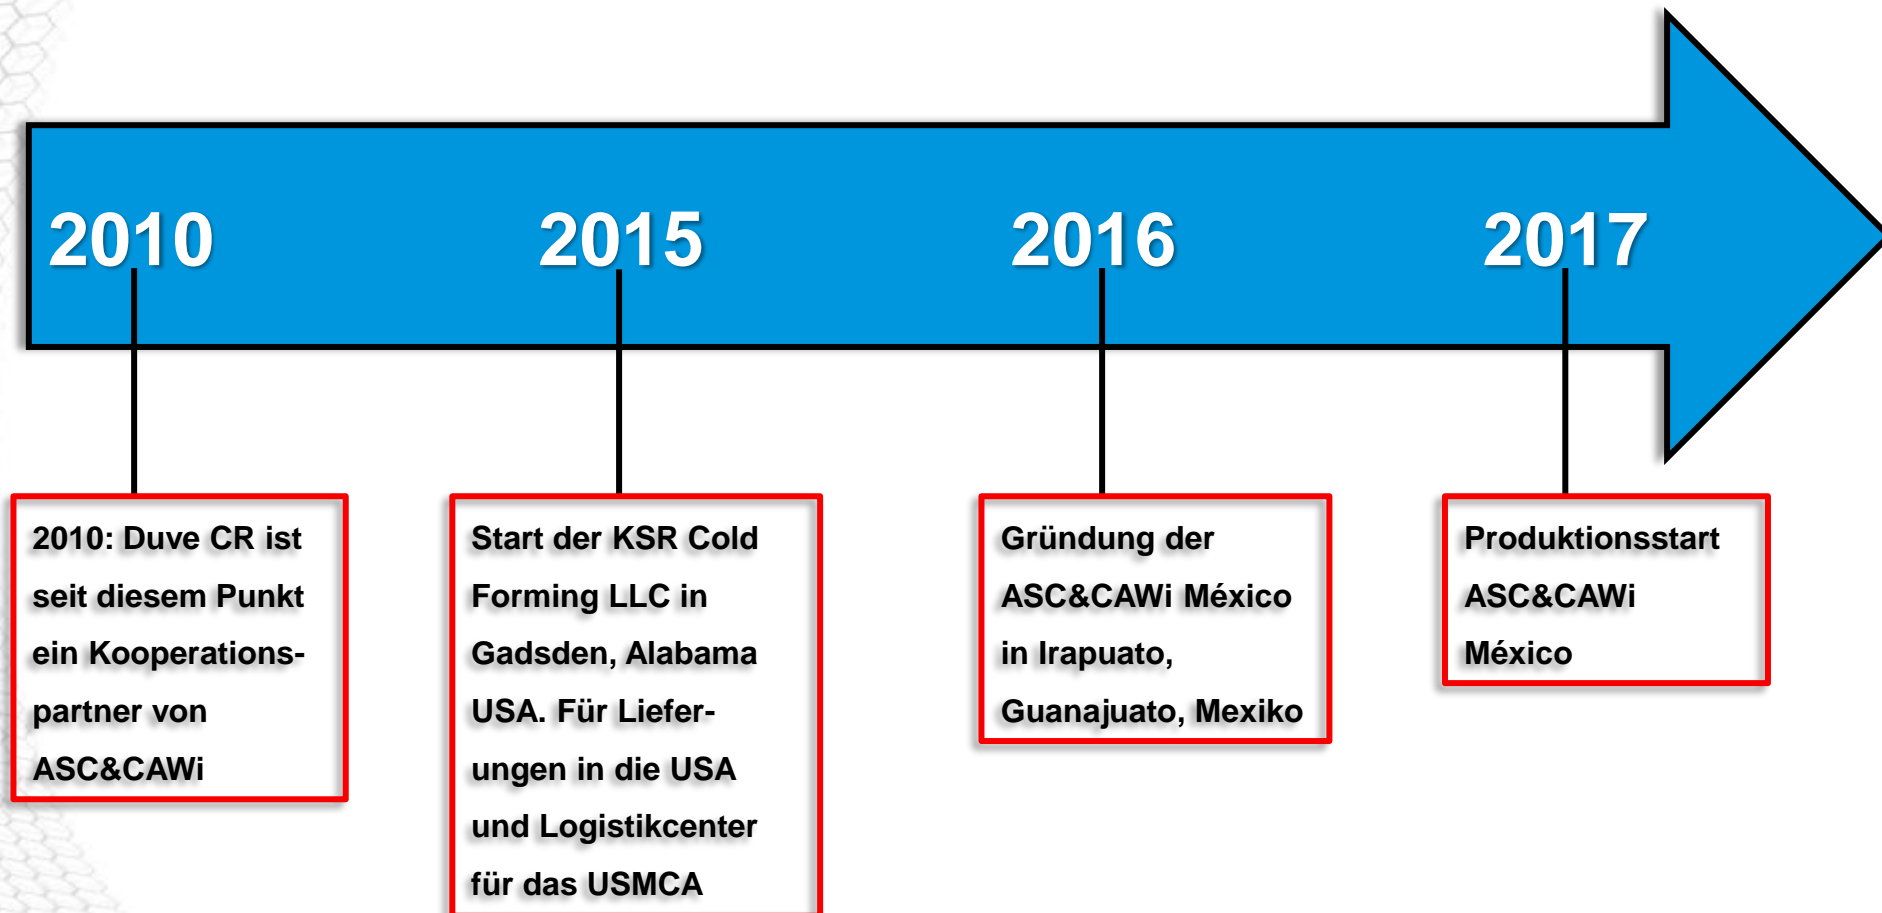 2010 2015 2016 2017
2010: Duve CR ist
seit diesem Punkt
ein Kooperations-
partner von
ASC&CAWi
Start der KSR Cold
Forming LLC in
Gadsden, Alabama
USA. Für Liefer-
ungen in die USA
und Logistikcenter
für das USMCA
Gründung der
ASC&CAWi México
in Irapuato,
Guanajuato, Mexiko
Produktionsstart
ASC&CAWi
México